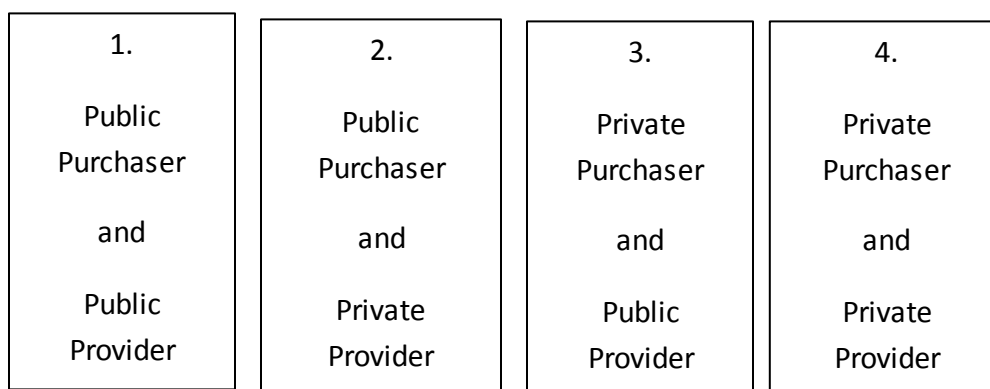 1.
Public
Purchaser
and
Public
Provider
2.
Public
Purchaser
and
Private
Provider
3.
Private
Purchaser
and
Public
Provider
4.
Private
Purchaser
and
Private
Provider